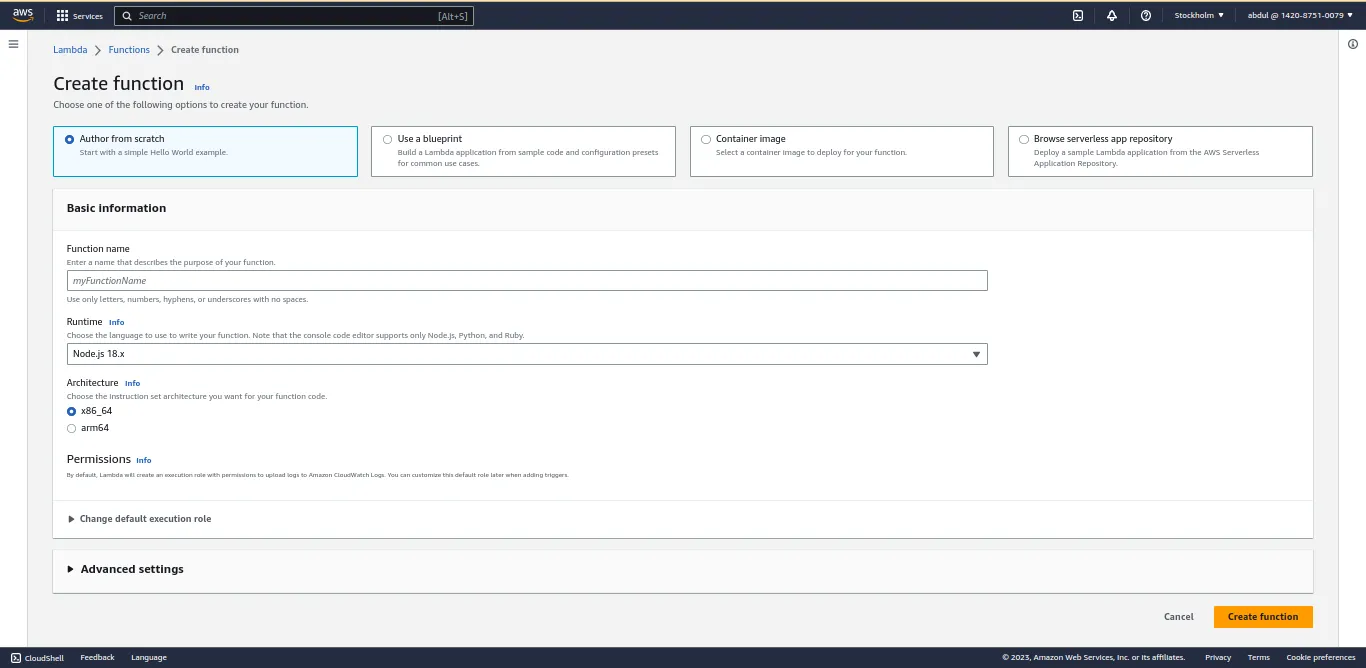 aws
Services
Search
[Alt+S]
Stockholm
abdul @ 1420-8751-0079
Lambda
Functions
Create function
Create function
Info
Choose one of the following options to create your function.
Author from scratch
Start with a simple Hello World example.
Use a blueprint
Build a Lambda application from sample code and configuration presets
for common use cases.
Container image
Select a container image to deploy for your function.
Browse serverless app repository
Deploy a sample Lambda application from the AWS Serverless
Application Repository.
Basic information
Function name
Enter a name that describes the purpose of your function.
myFunctionName
Use only letters, numbers, hyphens, or underscores with no spaces.
Runtime Info
Choose the language to use to write your function. Note that the console code editor supports only Node.js, Python, and Ruby.
Node.js 18.x
Architecture Info
Choose the instruction set architecture you want for your function code.
x86_64
arm64
Permissions Info
By default, Lambda will create an execution role with permissions to upload logs to Amazon CloudWatch Logs. You can customize this default role later when adding triggers.
Change default execution role
Advanced settings
Cancel
Create function
CloudShell
Feedback
Language
© 2023, Amazon Web Services, Inc. or its affiliates.
Privacy
Terms
Cookie preferences